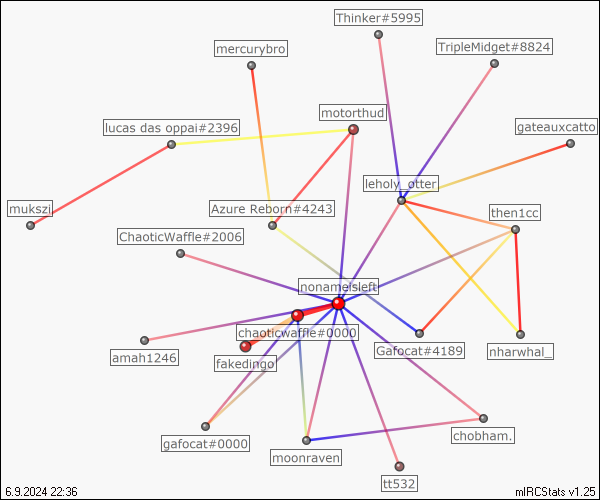 Thinker#5995
mercurybro
TripleMidget#8824
motorthud
lucas das oppai#2396
gateauxcatto
leholy_otter
mukszi
Azure Reborn#4243
then1cc
ChaoticWaffle#2006
nonameisleft
chaoticwaffle#0000
amah1246
fakedingo
Gafocat#4189
nharwhal_
gafocat#0000
moonraven
chobham.
tt532
6.9.2024 22:36
mIRCStats v1.25